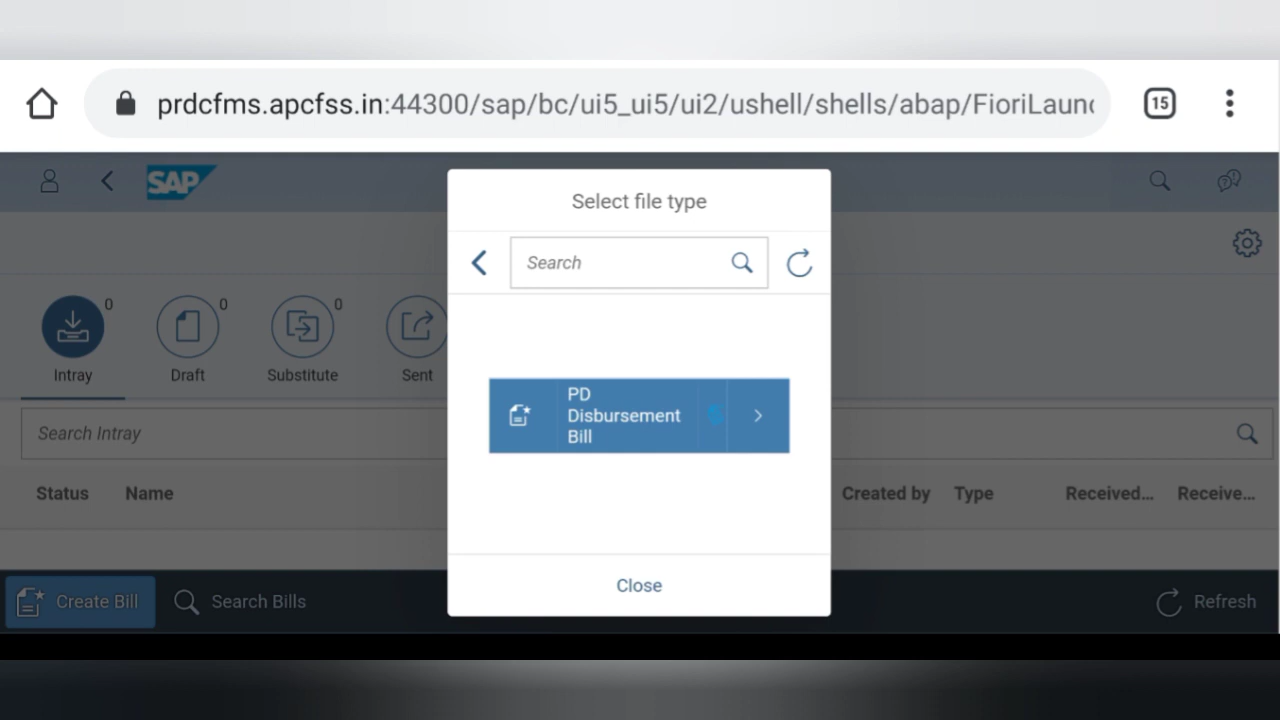 prdcfms.apcfss.in:44300/sap/bc/ui5_ui5/ui2/ushell/shells/abap/FioriLaunc
15
SAP
Select file type
Search
0
0
0
Intray
Draft
Substitute
Sent
PD
Disbursement
Bill
Search Intray
Status
Name
Created by
Type
Received...
Receive...
Close
Create Bill
Search Bills
Refresh